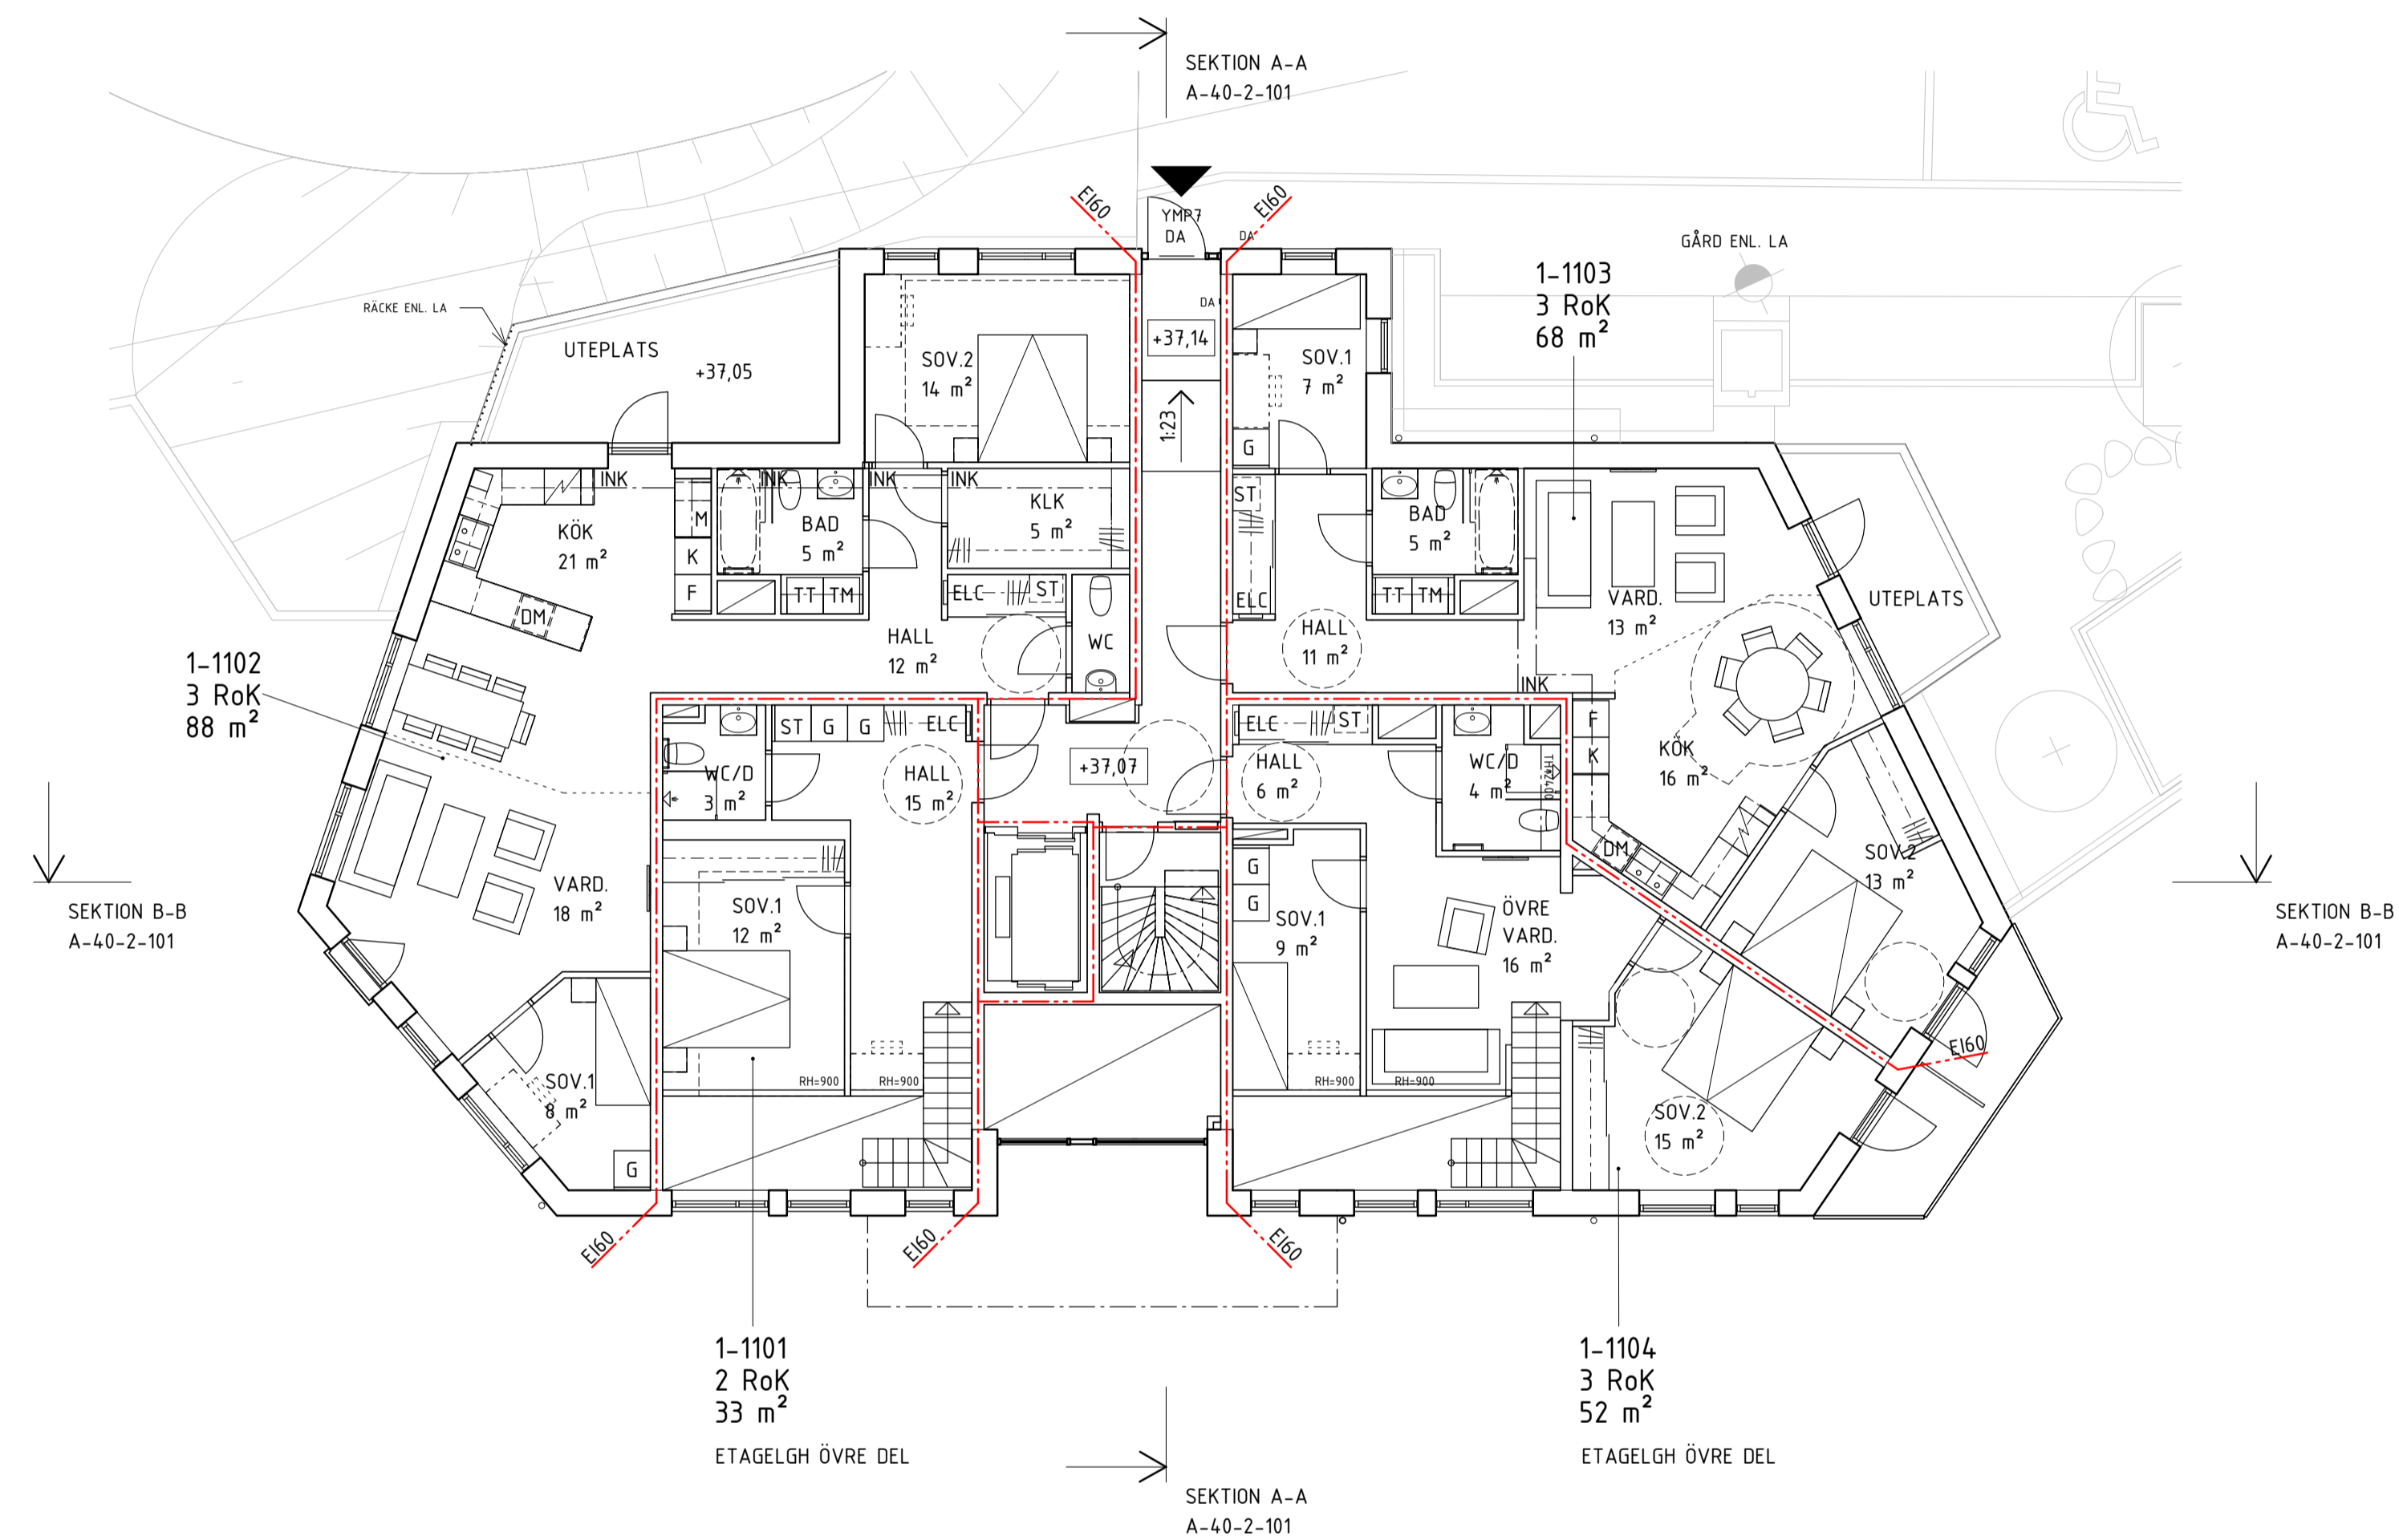 SEKTION A-A
A-40-2-101
EI60
EI60
YMP7
DA
DA
DA
RÄCKE ENL. LA
UTEPLATS
+37,05
GÅRD ENL. LA
1-1103
3 RoK
68 m²
+37,14
1:23
SOV.2
14 m²
SOV.1
7 m²
G
INK
INK
INK
INK
KÖK
21 m²
M
K
F
DM
BAD
5 m²
TT
TM
KLK
5 m²
ELC
ST
WC
HALL
12 m²
ST
ELC
HALL
11 m²
BAD
5 m²
TT
TM
VARD.
13 m²
UTEPLATS
INK
1-1102
3 RoK
88 m²
ST
G
G
ELC
WC/D
3 m²
HALL
15 m²
+37,07
ELC
ST
HALL
6 m²
WC/D
4 m²
TH=2400
F
K
KÖK
16 m²
DM
SOV.2
13 m²
VARD.
18 m²
SOV.1
12 m²
G
G
SOV.1
9 m²
ÖVRE
VARD.
16 m²
SEKTION B-B
A-40-2-101
SEKTION B-B
A-40-2-101
SOV.1
8 m²
G
RH=900
RH=900
RH=900
RH=900
SOV.2
15 m²
EI60
EI60
EI60
EI60
1-1101
2 RoK
33 m²
ETAGELGH ÖVRE DEL
1-1104
3 RoK
52 m²
ETAGELGH ÖVRE DEL
SEKTION A-A
A-40-2-101